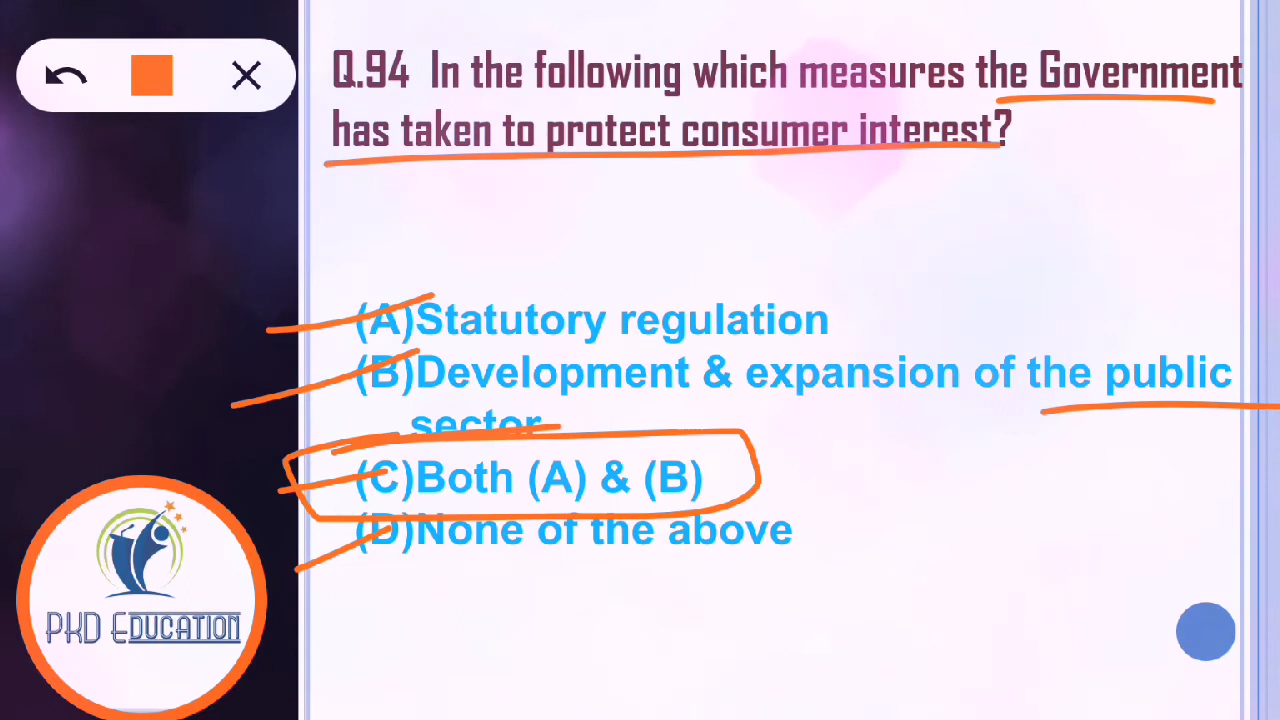 Q.94 In the following which measures the Government
has taken to protect consumer interest?
(A)Statutory regulation
(B)Development & expansion of the public
sector
(C)Both (A) & (B)
(D)None of the above
PKD EDUCATION